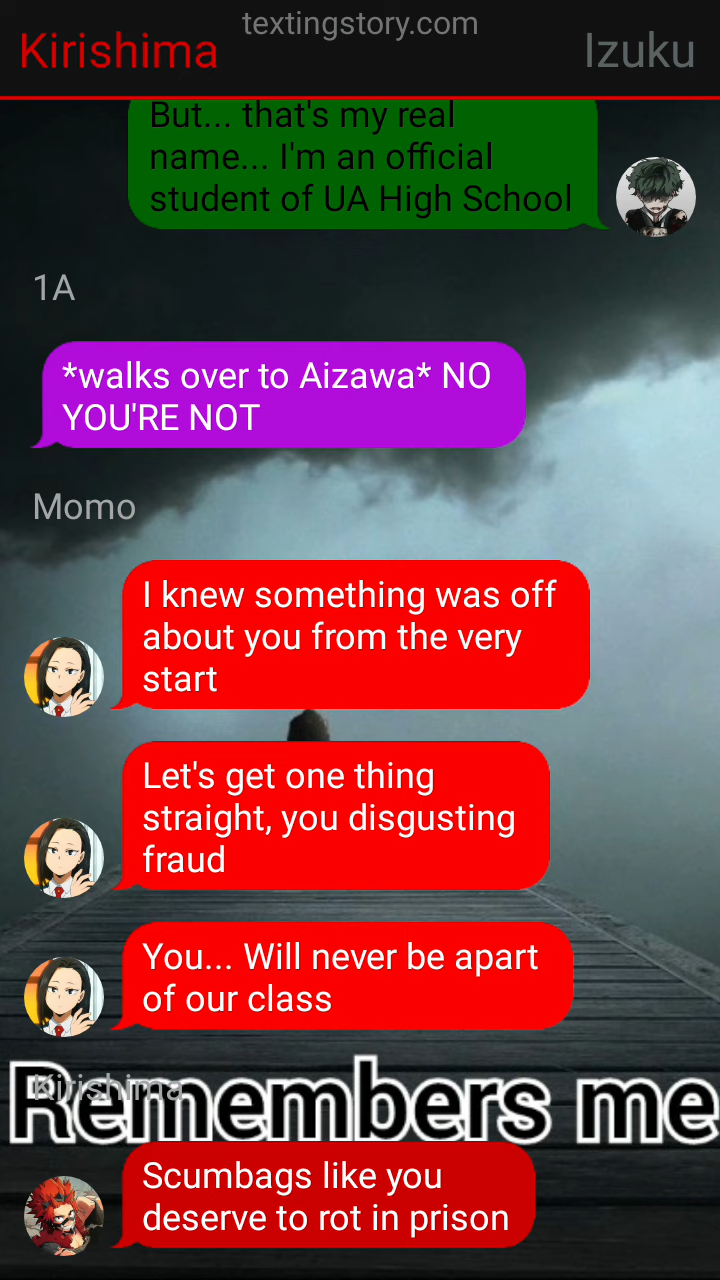 textingstory.com
Kirishima
Izuku
But... that's my real
name... I'm an official
student of UA High School
1A
*walks over to Aizawa* NO
YOU'RE NOT
Momo
I knew something was off
about you from the very
start
Let's get one thing
straight, you disgusting
fraud
You... Will never be apart
of our class
Kirishima
Remembers me
Scumbags like you
deserve to rot in prison